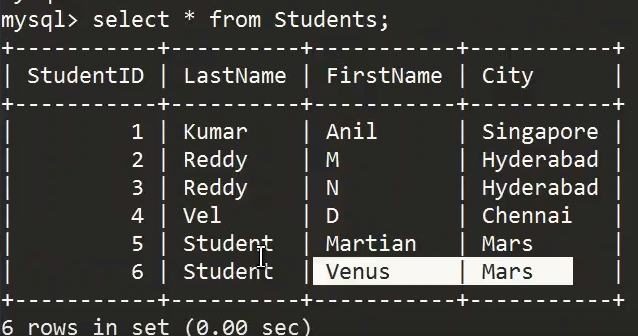 mysql> select * from Students;
+-----------+----------+-----------+-----------+
| StudentID | LastName | FirstName | City      |
+-----------+----------+-----------+-----------+
|         1 | Kumar    | Anil      | Singapore |
|         2 | Reddy    | M         | Hyderabad |
|         3 | Reddy    | N         | Hyderabad |
|         4 | Vel      | D         | Chennai   |
|         5 | Student  | Martian   | Mars      |
|         6 | Student  | Venus     | Mars      |
+-----------+----------+-----------+-----------+
6 rows in set (0.00 sec)